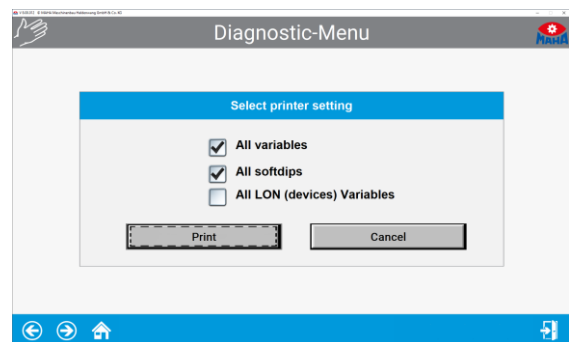 Diagnostic-Menu
MAHA
Select printer setting
All variables
All softdips
All LON (devices) Variables
Print
Cancel